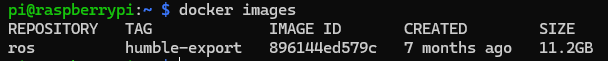 pi@raspberrypi:~ $ docker images
REPOSITORY   TAG             IMAGE ID       CREATED        SIZE
ros          humble-export   896144ed579c   7 months ago   11.2GB